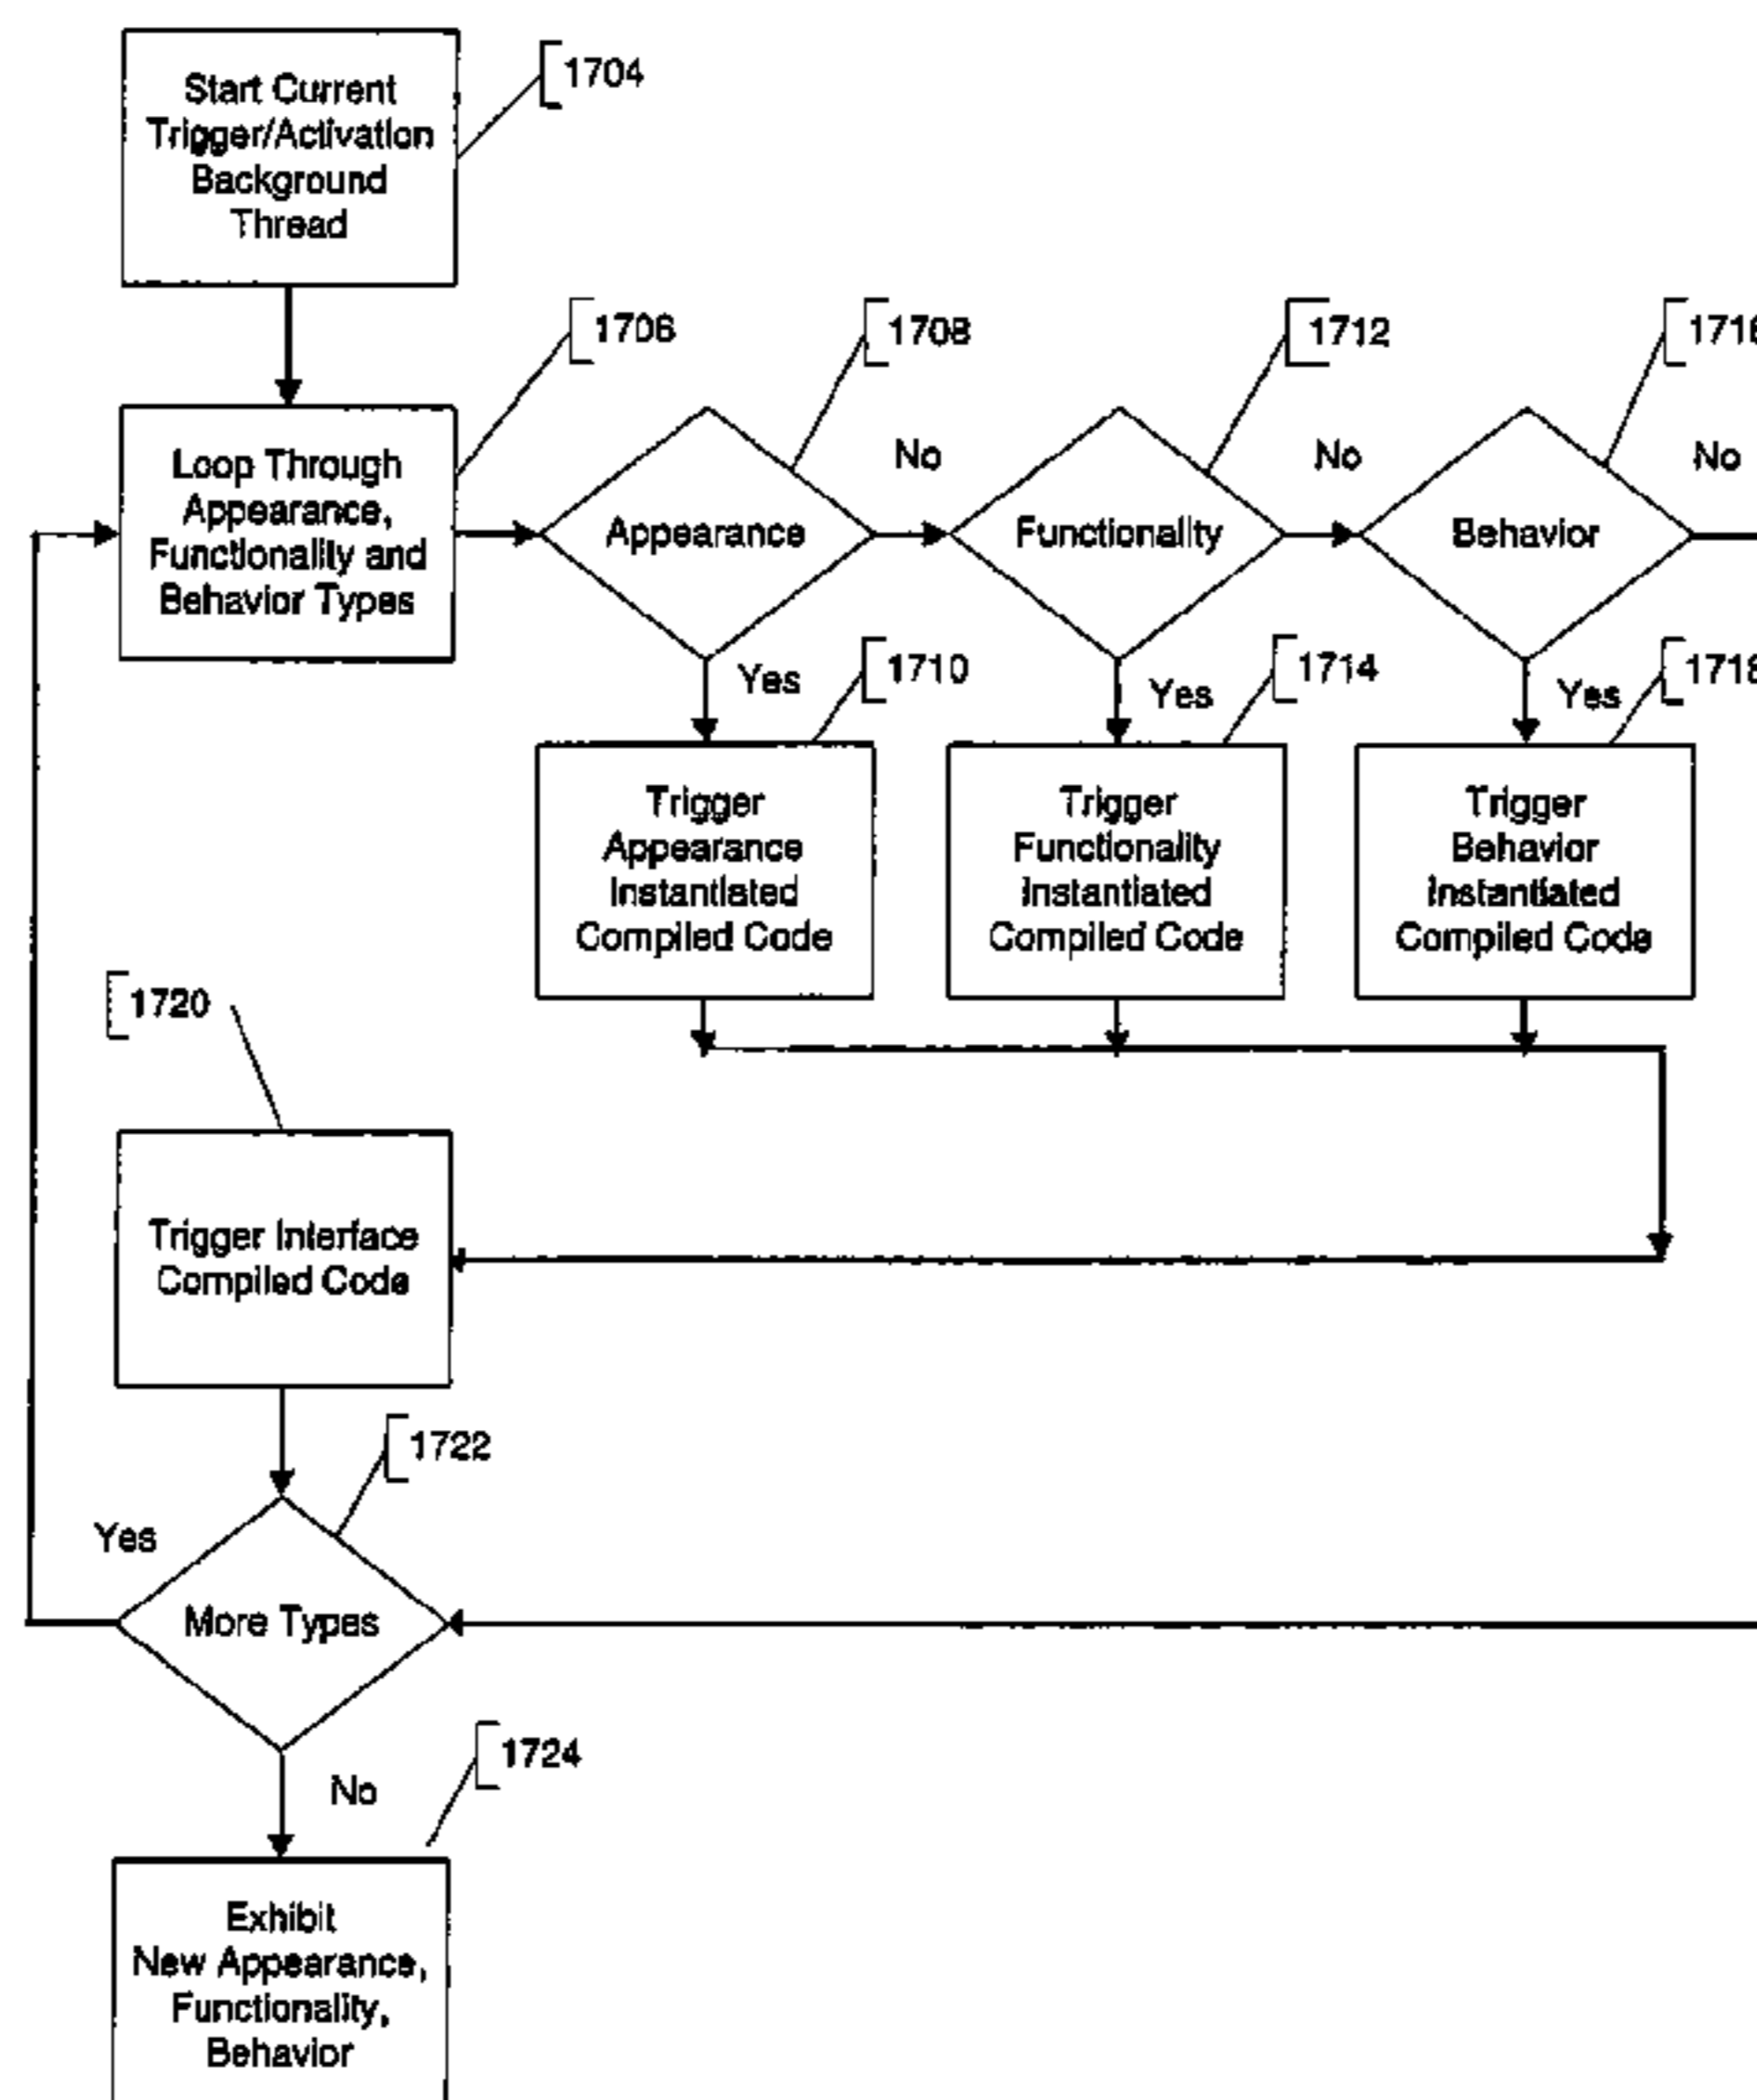 Start Current
Trigger/Activation
Background
Thread
1704
1706
1708
1712
Loop Through
Appearance,
Functionality and
Behavior Types
Appearance
No
Functionality
No
Behavior
No
Yes
1710
Yes
1714
Yes
Trigger
Appearance
Instantiated
Compiled Code
Trigger
Functionality
Instantiated
Compiled Code
Trigger
Behavior
Instantiated
Compiled Code
1720
Trigger Interface
Compiled Code
1722
Yes
More Types
No
1724
Exhibit
New Appearance,
Functionality,
Behavior